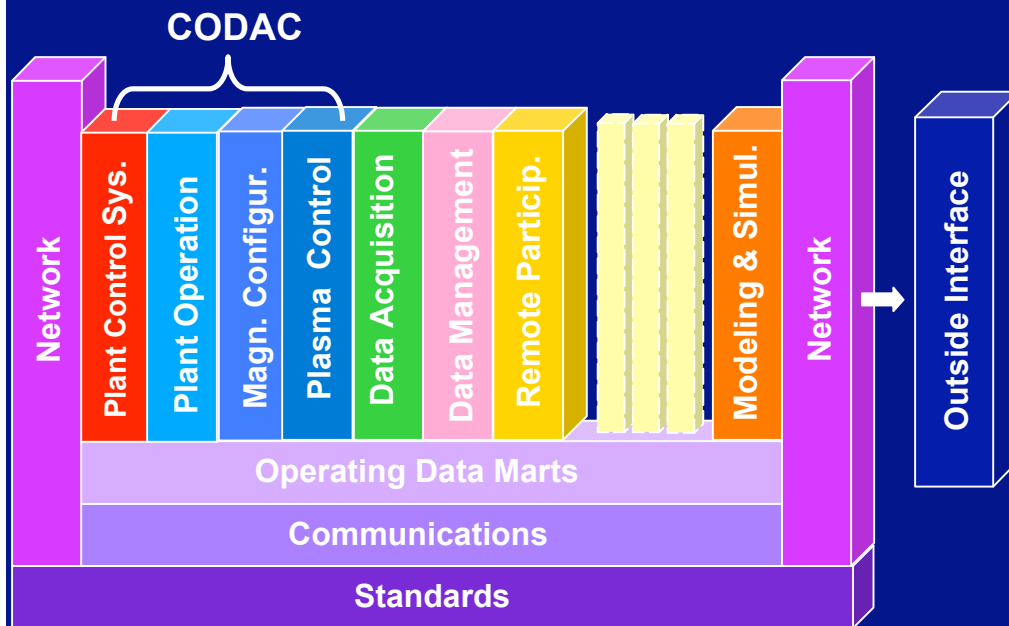 CODAC
Network
Plant Control Sys.
Plant Operation
Magn. Configur.
Plasma Control
Data Acquisition
Data Management
Remote Particip.
Modeling & Simul.
Network
Outside Interface
Operating Data Marts
Communications
Standards